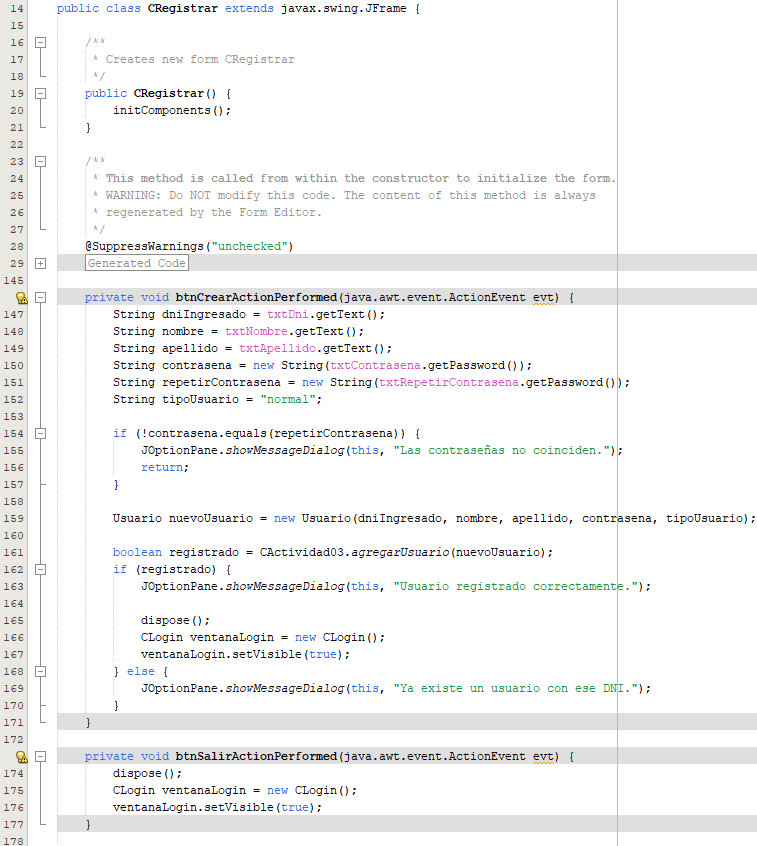 14 public class CRegistrar extends javax.swing.JFrame {
15
16 /**
17 * Creates new form CRegistrar
18 */
19 public CRegistrar() {
20 initComponents();
21 }
22
23 /**
24 * This method is called from within the constructor to initialize the form.
25 * WARNING: Do NOT modify this code. The content of this method is always
26 * regenerated by the Form Editor.
27 */
28 @SuppressWarnings("unchecked")
29 Generated Code
145
private void btnCrearActionPerformed(java.awt.event.ActionEvent evt) {
147 String dniIngresado = txtDni.getText();
148 String nombre = txtNombre.getText();
149 String apellido = txtApellido.getText();
150 String contrasena = new String(txtContrasena.getPassword());
151 String repetirContrasena = new String(txtRepetirContrasena.getPassword());
152 String tipoUsuario = "normal";
153
154 if (!contrasena.equals(repetirContrasena)) {
155 JOptionPane.showMessageDialog(this, "Las contraseñas no coinciden.");
156 return;
157 }
158
159 Usuario nuevoUsuario = new Usuario(dniIngresado, nombre, apellido, contrasena, tipoUsuario);
160
161 boolean registrado = CActividad03.agregarUsuario(nuevoUsuario);
162 if (registrado) {
163 JOptionPane.showMessageDialog(this, "Usuario registrado correctamente.");
164
165 dispose();
166 CLogin ventanaLogin = new CLogin();
167 ventanaLogin.setVisible(true);
168 } else {
169 JOptionPane.showMessageDialog(this, "Ya existe un usuario con ese DNI.");
170 }
171 }
172
private void btnSalirActionPerformed(java.awt.event.ActionEvent evt) {
174 dispose();
175 CLogin ventanaLogin = new CLogin();
176 ventanaLogin.setVisible(true);
177 }
178